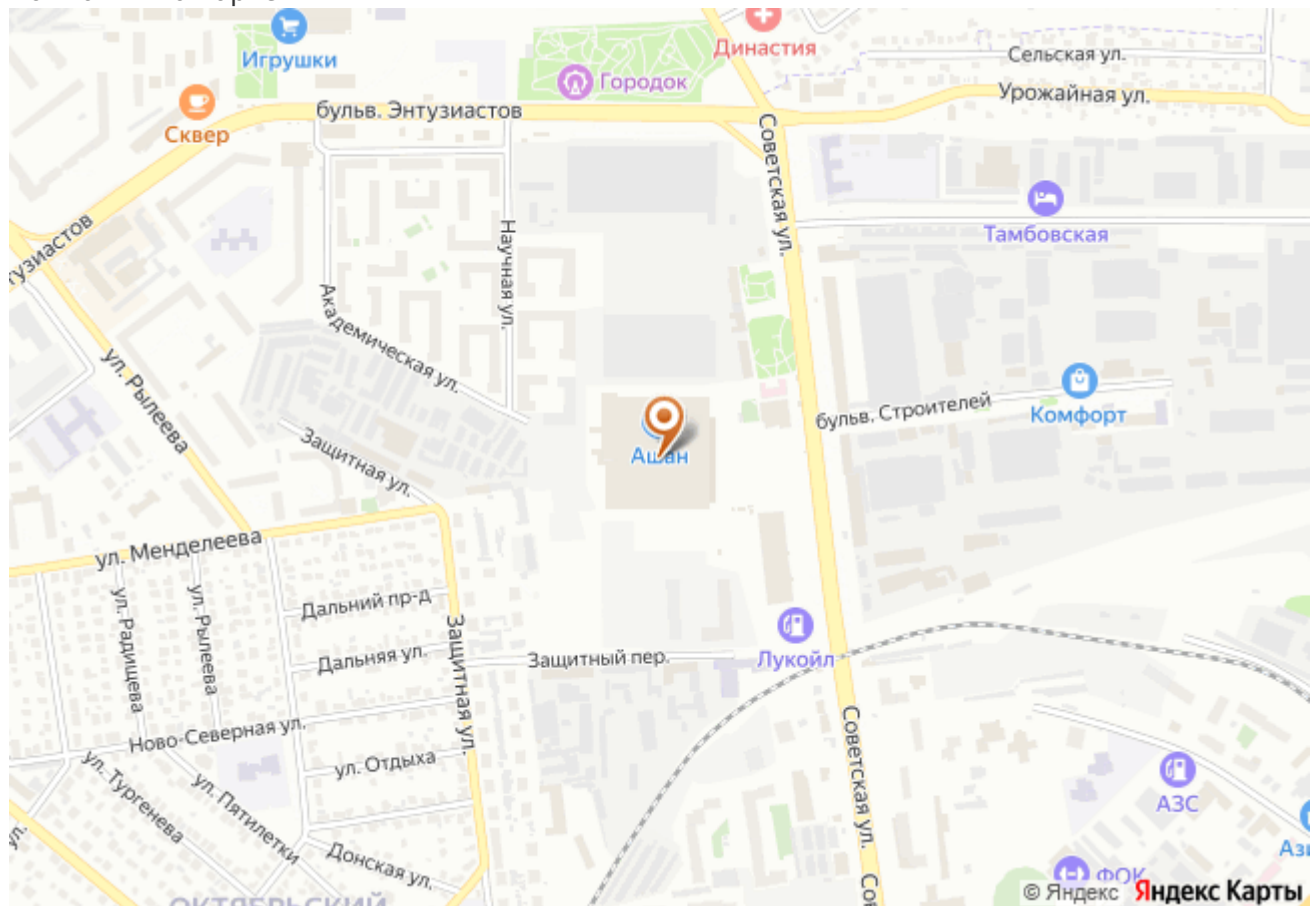 Династия
Игрушки
Сельская ул.
Городок
Урожайная ул.
бульв. Энтузиастов
Сквер
Советская ул.
Тамбовская
Научная ул.
Академическая ул.
ул. Рылеева
Комфорт
бульв. Строителей
Ашан
Защитная ул.
ул. Менделеева
Дальний пр-д
ул. Радищева
ул. Рылеева
Защитная ул.
Дальняя ул.
Защитный пер.
Лукойл
Ново-Северная ул.
ул. Отдыха
Советская ул.
ул. Тургенева
ул. Пятилетки
АЗС
Донская ул.
ФОК
© Яндекс Яндекс Карты